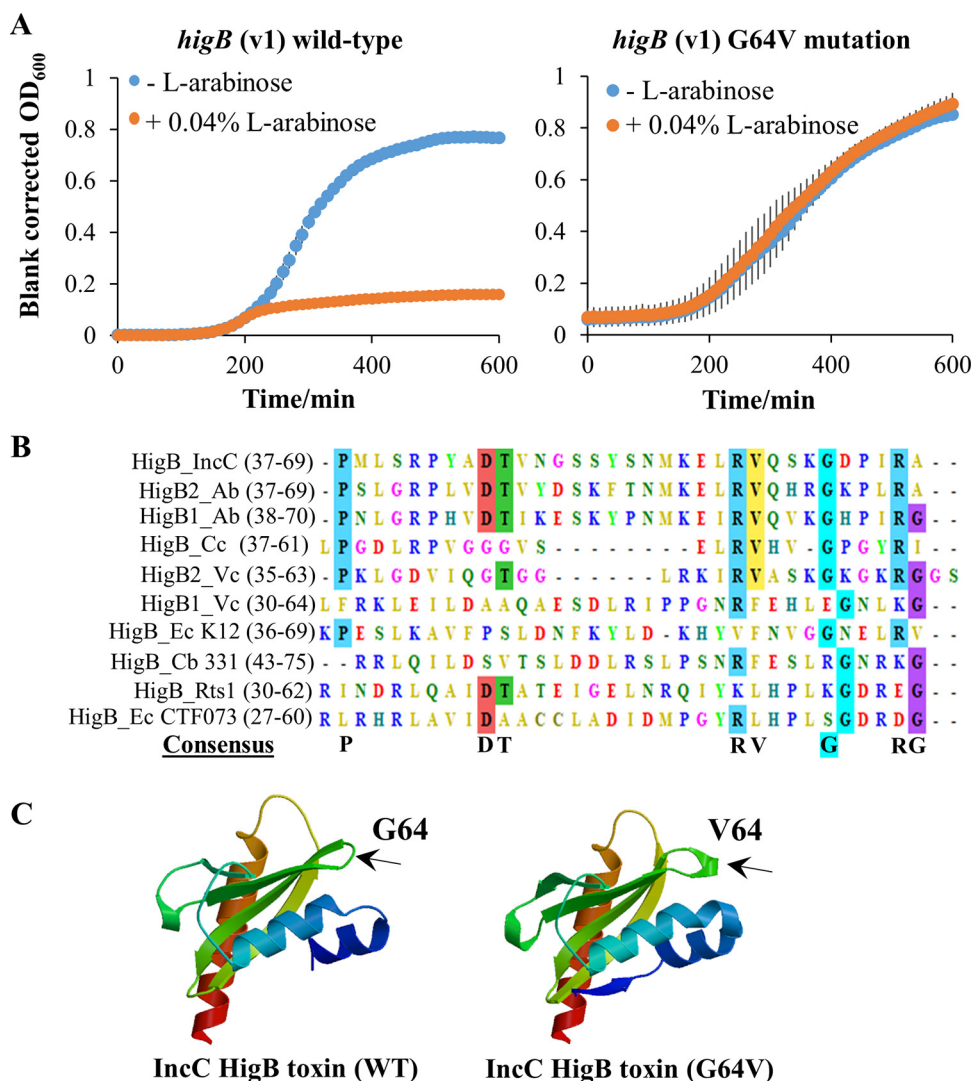 A
higB (v1) wild-type
higB (v1) G64V mutation
Blank corrected OD600
1
0.8
0.6
0.4
0.2
0
- L-arabinose
+ 0.04% L-arabinose
0
200
400
600
Time/min
1
0.8
0.6
0.4
0.2
0
- L-arabinose
+ 0.04% L-arabinose
0
200
400
600
Time/min
B
HigB_IncC (37-69) - P M L S R P Y A D T V N G S S Y S N M K E L R V Q S K G D P I R A - -
HigB2_Ab (37-69) - P S L G R P L V D T V Y D S K F T N M K E L R V Q H R G K P L R A - -
HigB1_Ab (38-70) - P N L G R P H V D T I K E S K Y P N M K E I R V Q V K G H P I R G - -
HigB_Cc (37-61) L P G D L R P V G G G V S - - - - - - - - E L R V H V - G P G Y R I - -
HigB2_Vc (35-63) - P K L G D V I Q G T G G - - - - - - L R K I R V A S K G K G K R G G S
HigB1_Vc (30-64) L F R K L E I L D A A Q A E S D L R I P P G N R F E H L E G N L K G - -
HigB_Ec K12 (36-69) K P E S L K A V F P S L D N F K Y L D - K H Y V F N V G G N E L R V - -
HigB_Cb 331 (43-75) - - R R L Q I L D S V T S L D D L R S L P S N R F E S L R G N R K G - -
HigB_Rts1 (30-62) R I N D R L Q A I D T A T E I G E L N R Q I Y K L H P L K G D R E G - -
HigB_Ec CTF073 (27-60) R L R H R L A V I D A A C C L A D I D M P G Y R L H P L S G D R D G - -
Consensus P D T R V G R G
C
G64
V64
IncC HigB toxin (WT)
IncC HigB toxin (G64V)